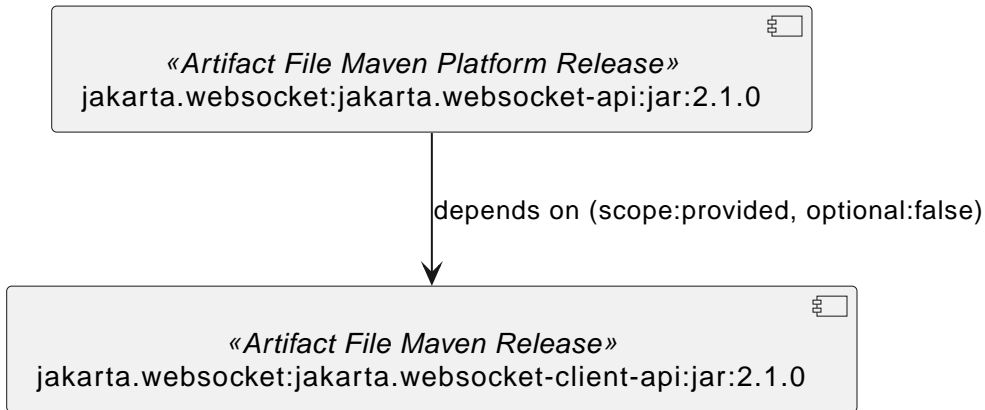 «Artifact File Maven Platform Release»
jakarta.websocket:jakarta.websocket-api:jar:2.1.0
depends on (scope:provided, optional:false)
«Artifact File Maven Release»
jakarta.websocket:jakarta.websocket-client-api:jar:2.1.0